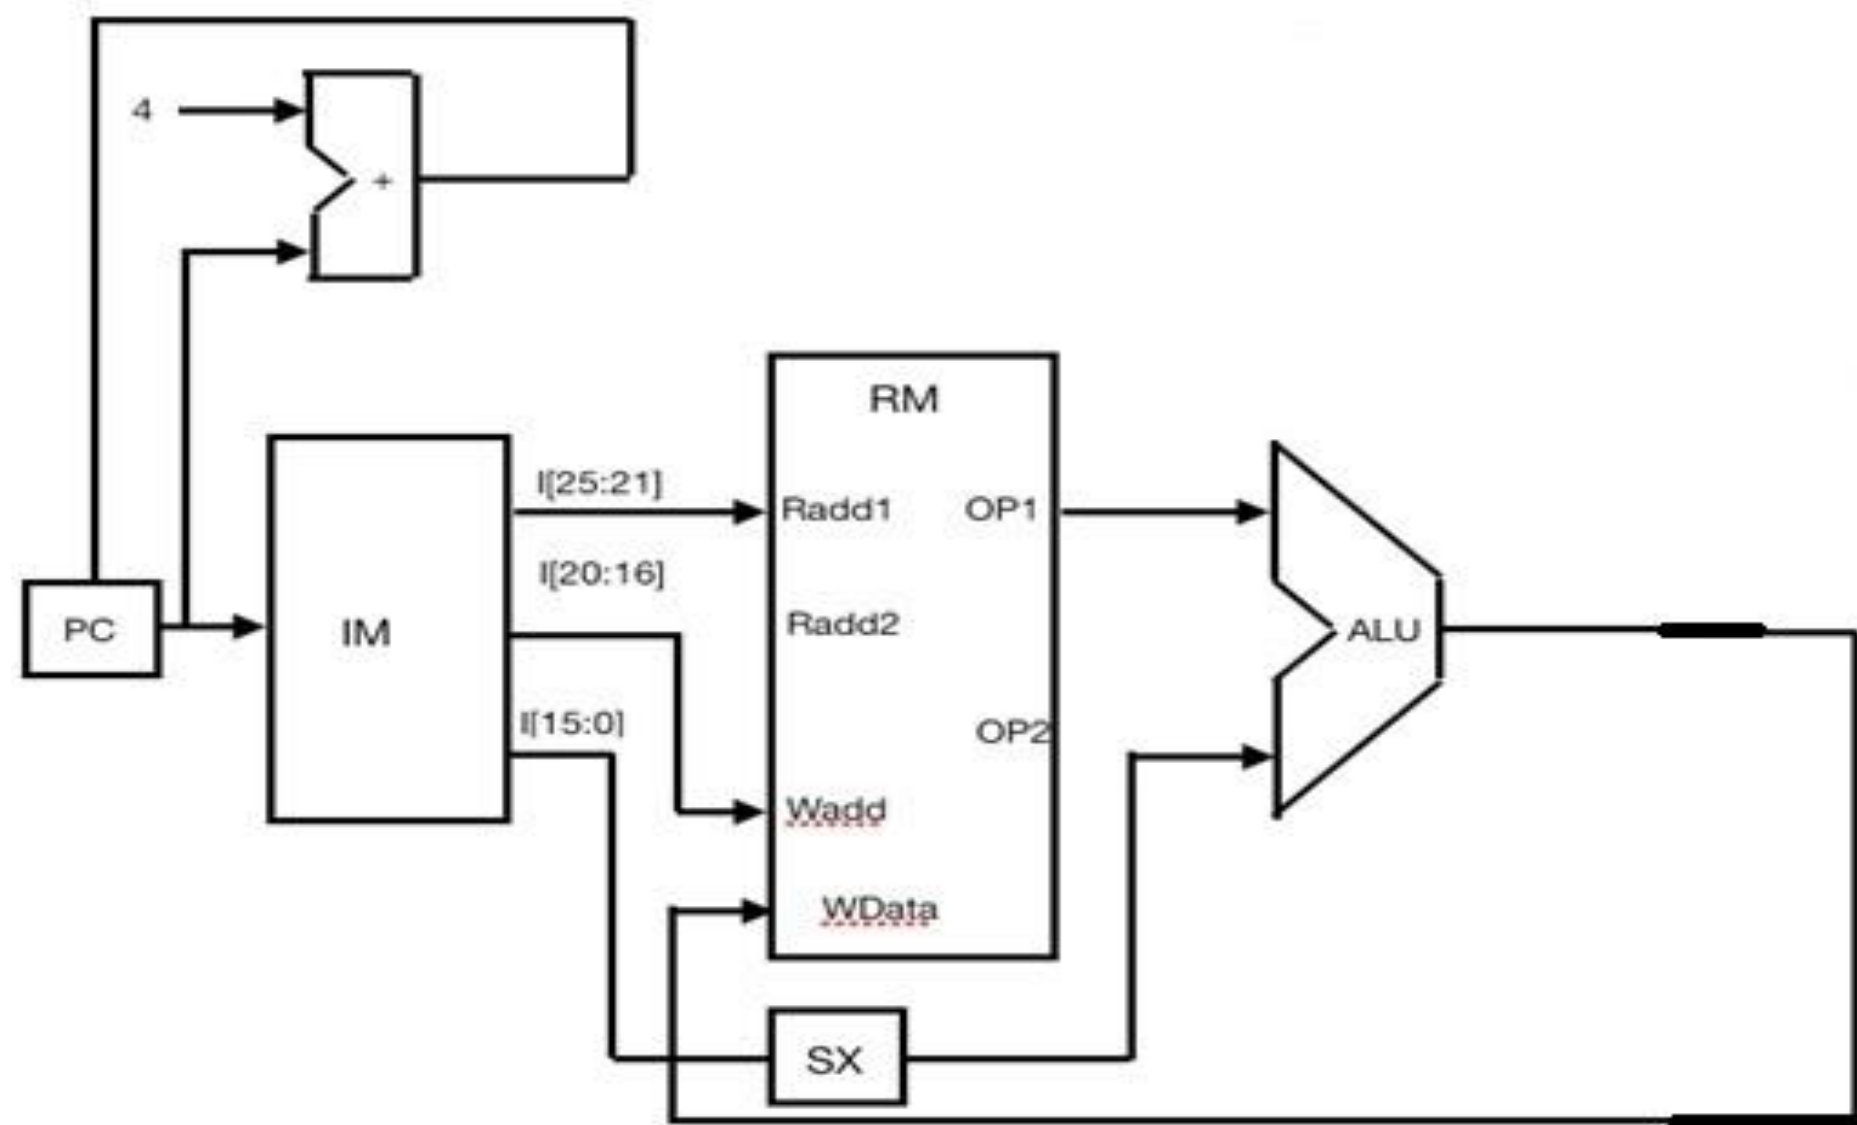 4
+
RM
I[25:21]
Radd1
OP1
I[20:16]
Radd2
PC
IM
ALU
I[15:0]
OP2
Wadd
WData
SX